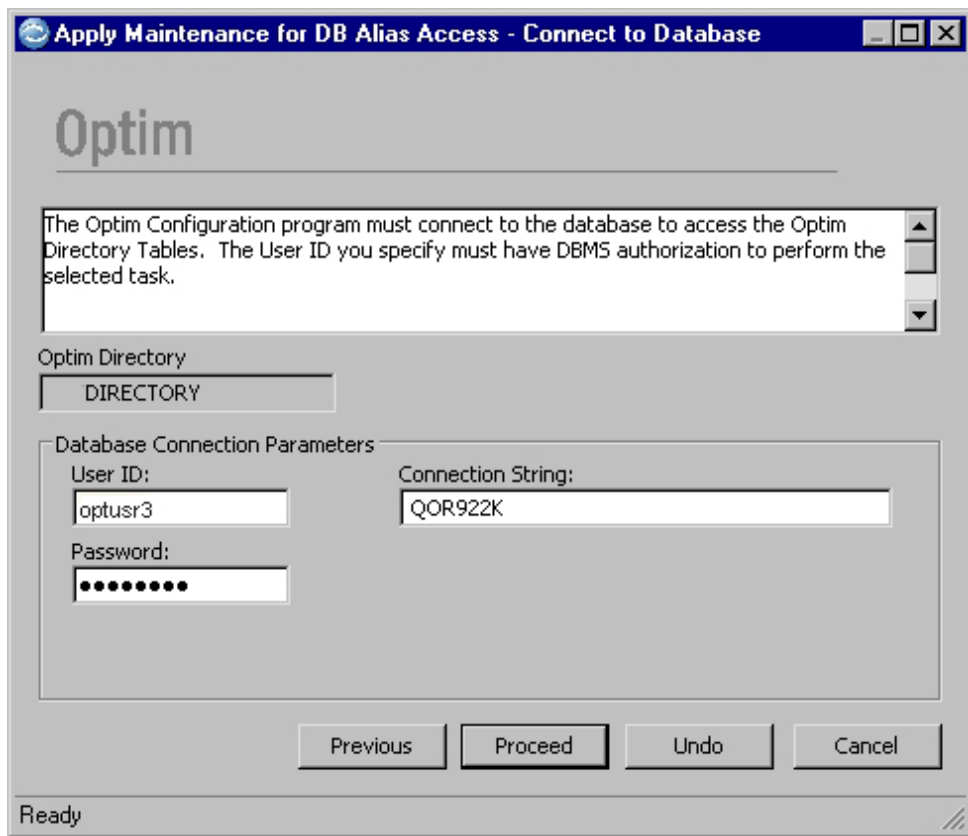 Apply Maintenance for DB Alias Access - Connect to Database
Optim
The Optim Configuration program must connect to the database to access the Optim
Directory Tables.  The User ID you specify must have DBMS authorization to perform the
selected task.
Optim Directory
DIRECTORY
Database Connection Parameters
User ID:
Connection String:
optusr3
QOR922K
Password:
●●●●●●●●
Previous
Proceed
Undo
Cancel
Ready